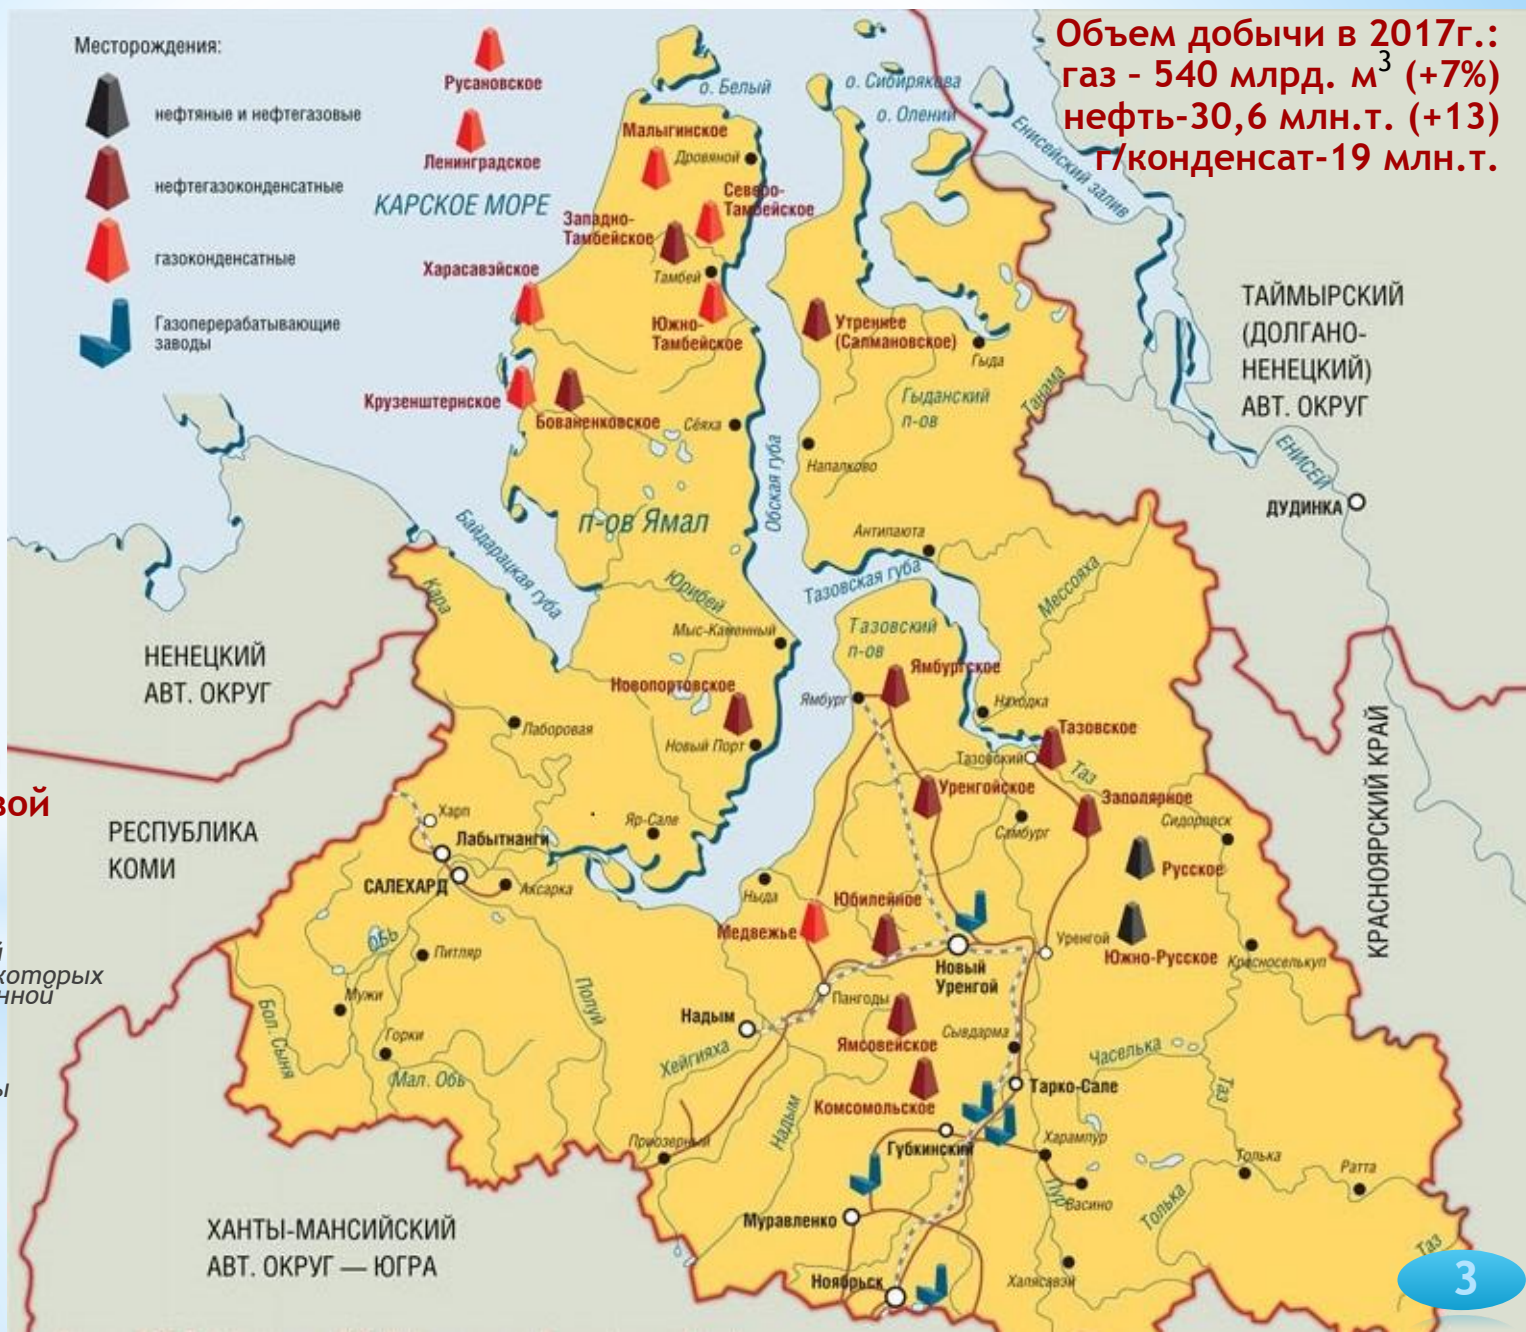 Объем добычи в 2017г.:
газ - 540 млрд. м³ (+7%)
нефть-30,6 млн.т. (+13)
г/конденсат-19 млн.т.
Месторождения:
нефтяные и нефтегазовые
нефтегазоконденсатные
газоконденсатные
Газоперерабатывающие
заводы
Русановское
Ленинградское
КАРСКОЕ МОРЕ
о. Белый
о. Сибирякова
о. Олений
Енисейский залив
Малыгинское
Дровяной
Северо-
Тамбейское
Западно-
Тамбейское
Тамбей
Харасавэйское
Южно-
Тамбейское
Утреннее
(Салмановское)
Гыда
ТАЙМЫРСКИЙ
(ДОЛГАНО-
НЕНЕЦКИЙ)
АВТ. ОКРУГ
Крузенштернское
Бованенковское
Сёяха
Гыданский
п-ов
Танама
Напалково
Обская губа
ЕНИСЕЙ
ДУДИНКА
п-ов Ямал
Байдарацкая губа
Антипаюта
Тазовская губа
Мессояха
Кара
Юрибей
Мыс-Каменный
Тазовский
п-ов
НЕНЕЦКИЙ
АВТ. ОКРУГ
Новопортовское
Ямбургское
Ямбург
Находка
Лаборовая
Новый Порт
Тазовское
Тазовский
Таз
КРАСНОЯРСКИЙ КРАЙ
Уренгойское
Заполярное
вой
РЕСПУБЛИКА
КОМИ
Харп
Лабытнанги
Яр-Сале
Самбург
Сидоровск
САЛЕХАРД
Аксарка
Русское
Ныда
Юбилейное
Медвежье
Обь
Питляр
Новый
Уренгой
Уренгой
Южно-Русское
Красноселькуп
й
которых
нной
ы
Мужи
Полуй
Пангоды
Бол. Сыня
Надым
Горки
Хейгияха
Ямсовейское
Сывдарма
Часелька
Мал. Обь
Таз
Тарко-Сале
Комсомольское
Надым
Приозерный
Губкинский
Харампур
Толька
Ратта
Пур
Васино
Толька
ХАНТЫ-МАНСИЙСКИЙ
АВТ. ОКРУГ — ЮГРА
Муравленко
Таз
Ноябрьск
Халясавэй
3